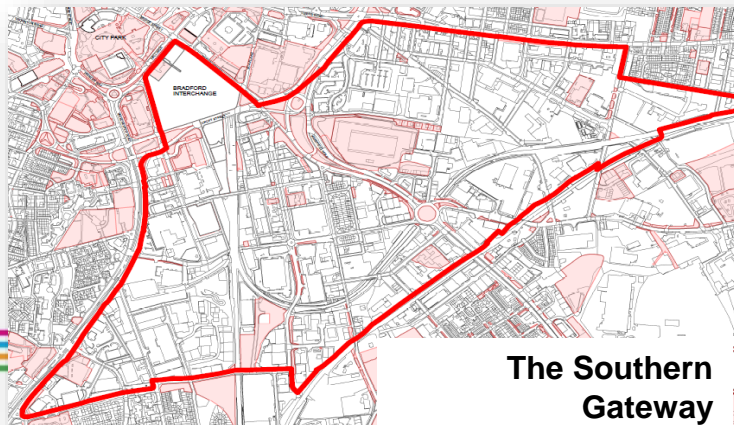 CITY PARK
BRADFORD
INTERCHANGE
The Southern
Gateway